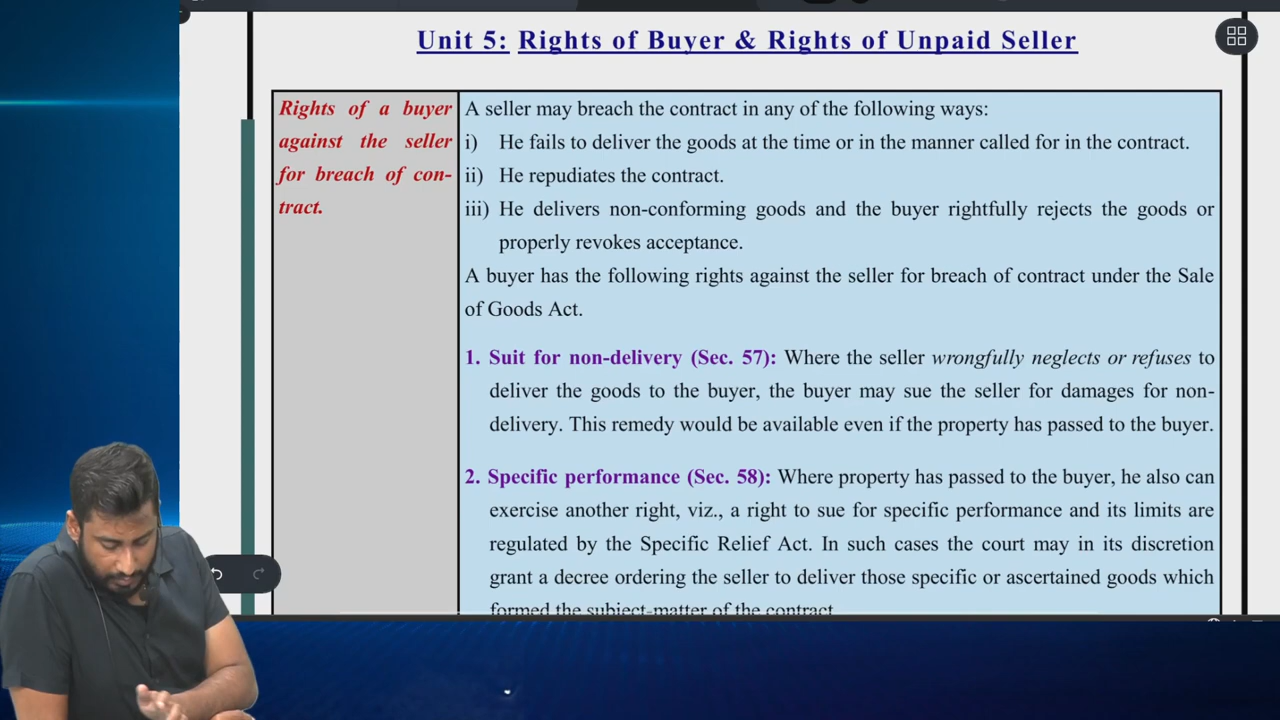 Unit 5: Rights of Buyer & Rights of Unpaid Seller
Rights of a buyer
against the seller
for breach of con-
tract.
A seller may breach the contract in any of the following ways:
i) He fails to deliver the goods at the time or in the manner called for in the contract.
ii) He repudiates the contract.
iii) He delivers non-conforming goods and the buyer rightfully rejects the goods or
properly revokes acceptance.
A buyer has the following rights against the seller for breach of contract under the Sale
of Goods Act.
1. Suit for non-delivery (Sec. 57): Where the seller wrongfully neglects or refuses to
deliver the goods to the buyer, the buyer may sue the seller for damages for non-
delivery. This remedy would be available even if the property has passed to the buyer.
2. Specific performance (Sec. 58): Where property has passed to the buyer, he also can
exercise another right, viz., a right to sue for specific performance and its limits are
regulated by the Specific Relief Act. In such cases the court may in its discretion
grant a decree ordering the seller to deliver those specific or ascertained goods which
formed the subject-matter of the contract.